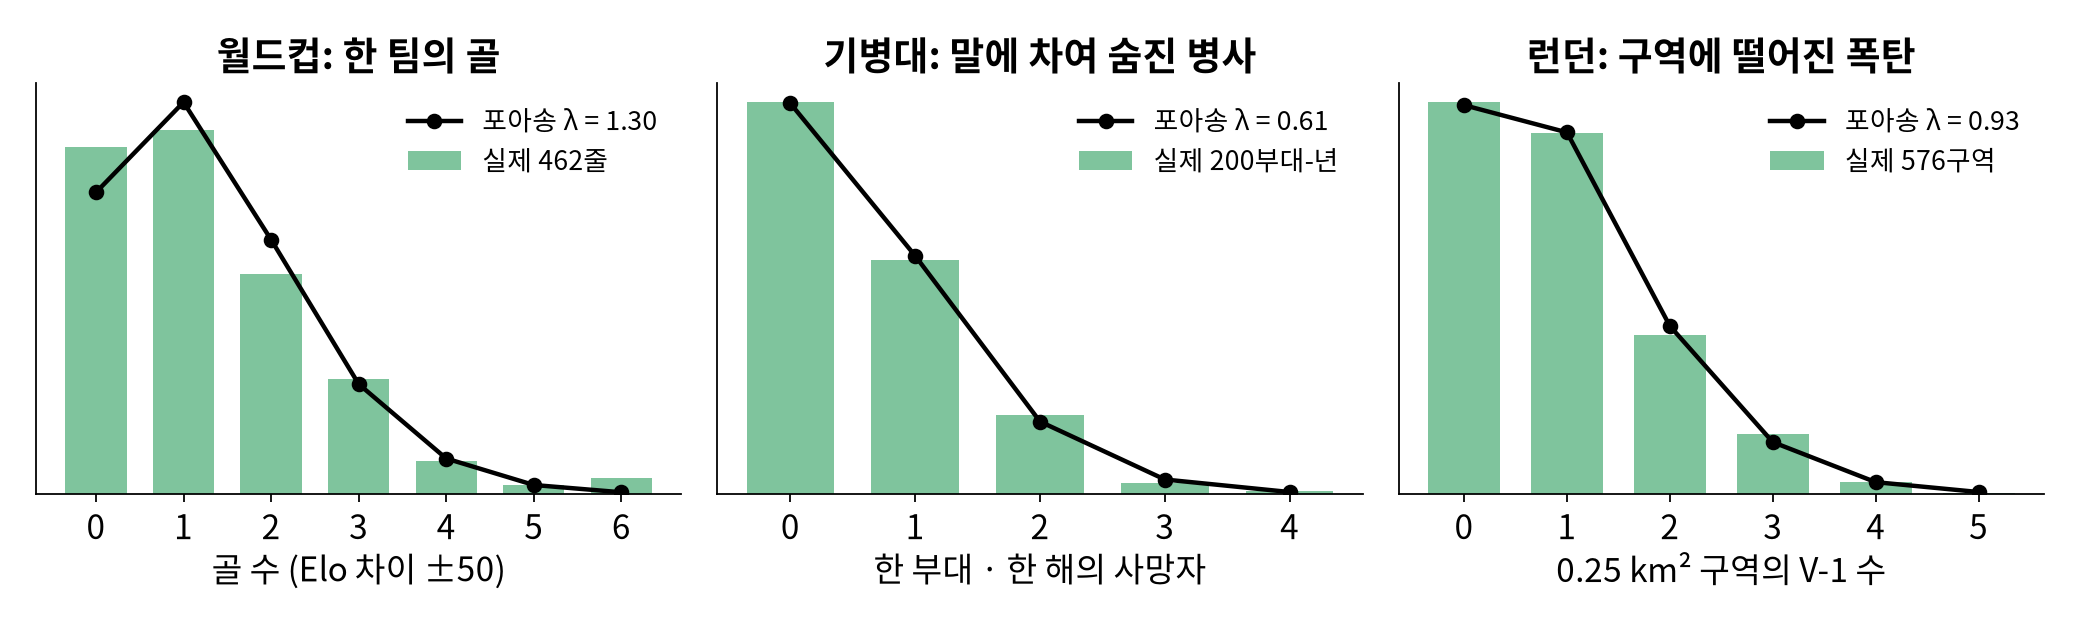 월드컵: 한 팀의 골
포아송 λ = 1.30
실제 462줄
0 1 2 3 4 5 6
골 수 (Elo 차이 ±50)
기병대: 말에 차여 숨진 병사
포아송 λ = 0.61
실제 200부대-년
0 1 2 3 4
한 부대 · 한 해의 사망자
런던: 구역에 떨어진 폭탄
포아송 λ = 0.93
실제 576구역
0 1 2 3 4 5
0.25 km² 구역의 V-1 수